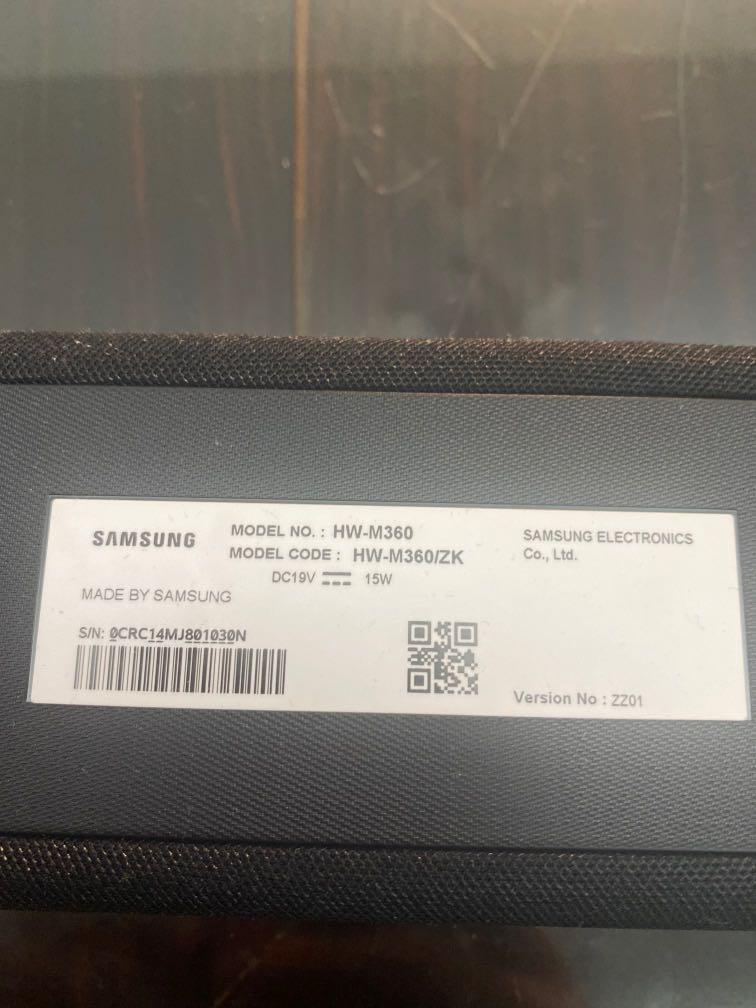 SAMSUNG
MODEL NO. : HW-M360
MODEL CODE : HW-M360/ZK
DC19V 15W
MADE BY SAMSUNG
SAMSUNG ELECTRONICS
Co., Ltd.
S/N: 0CRC14MJ801030N
Version No : ZZ01